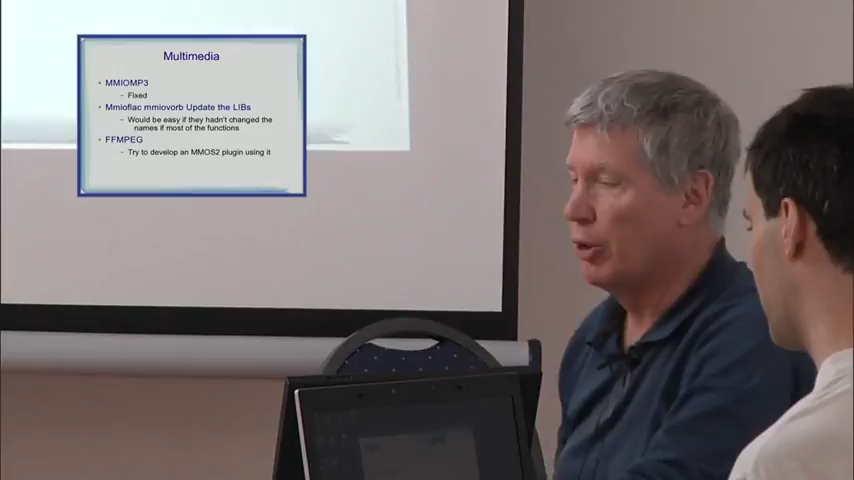 Multimedia
• MMIOMP3
– Fixed
• Mmioflac mmiovorb Update the LIBs
– Would be easy if they hadn't changed the
names if most of the functions
• FFMPEG
– Try to develop an MMOS2 plugin using it